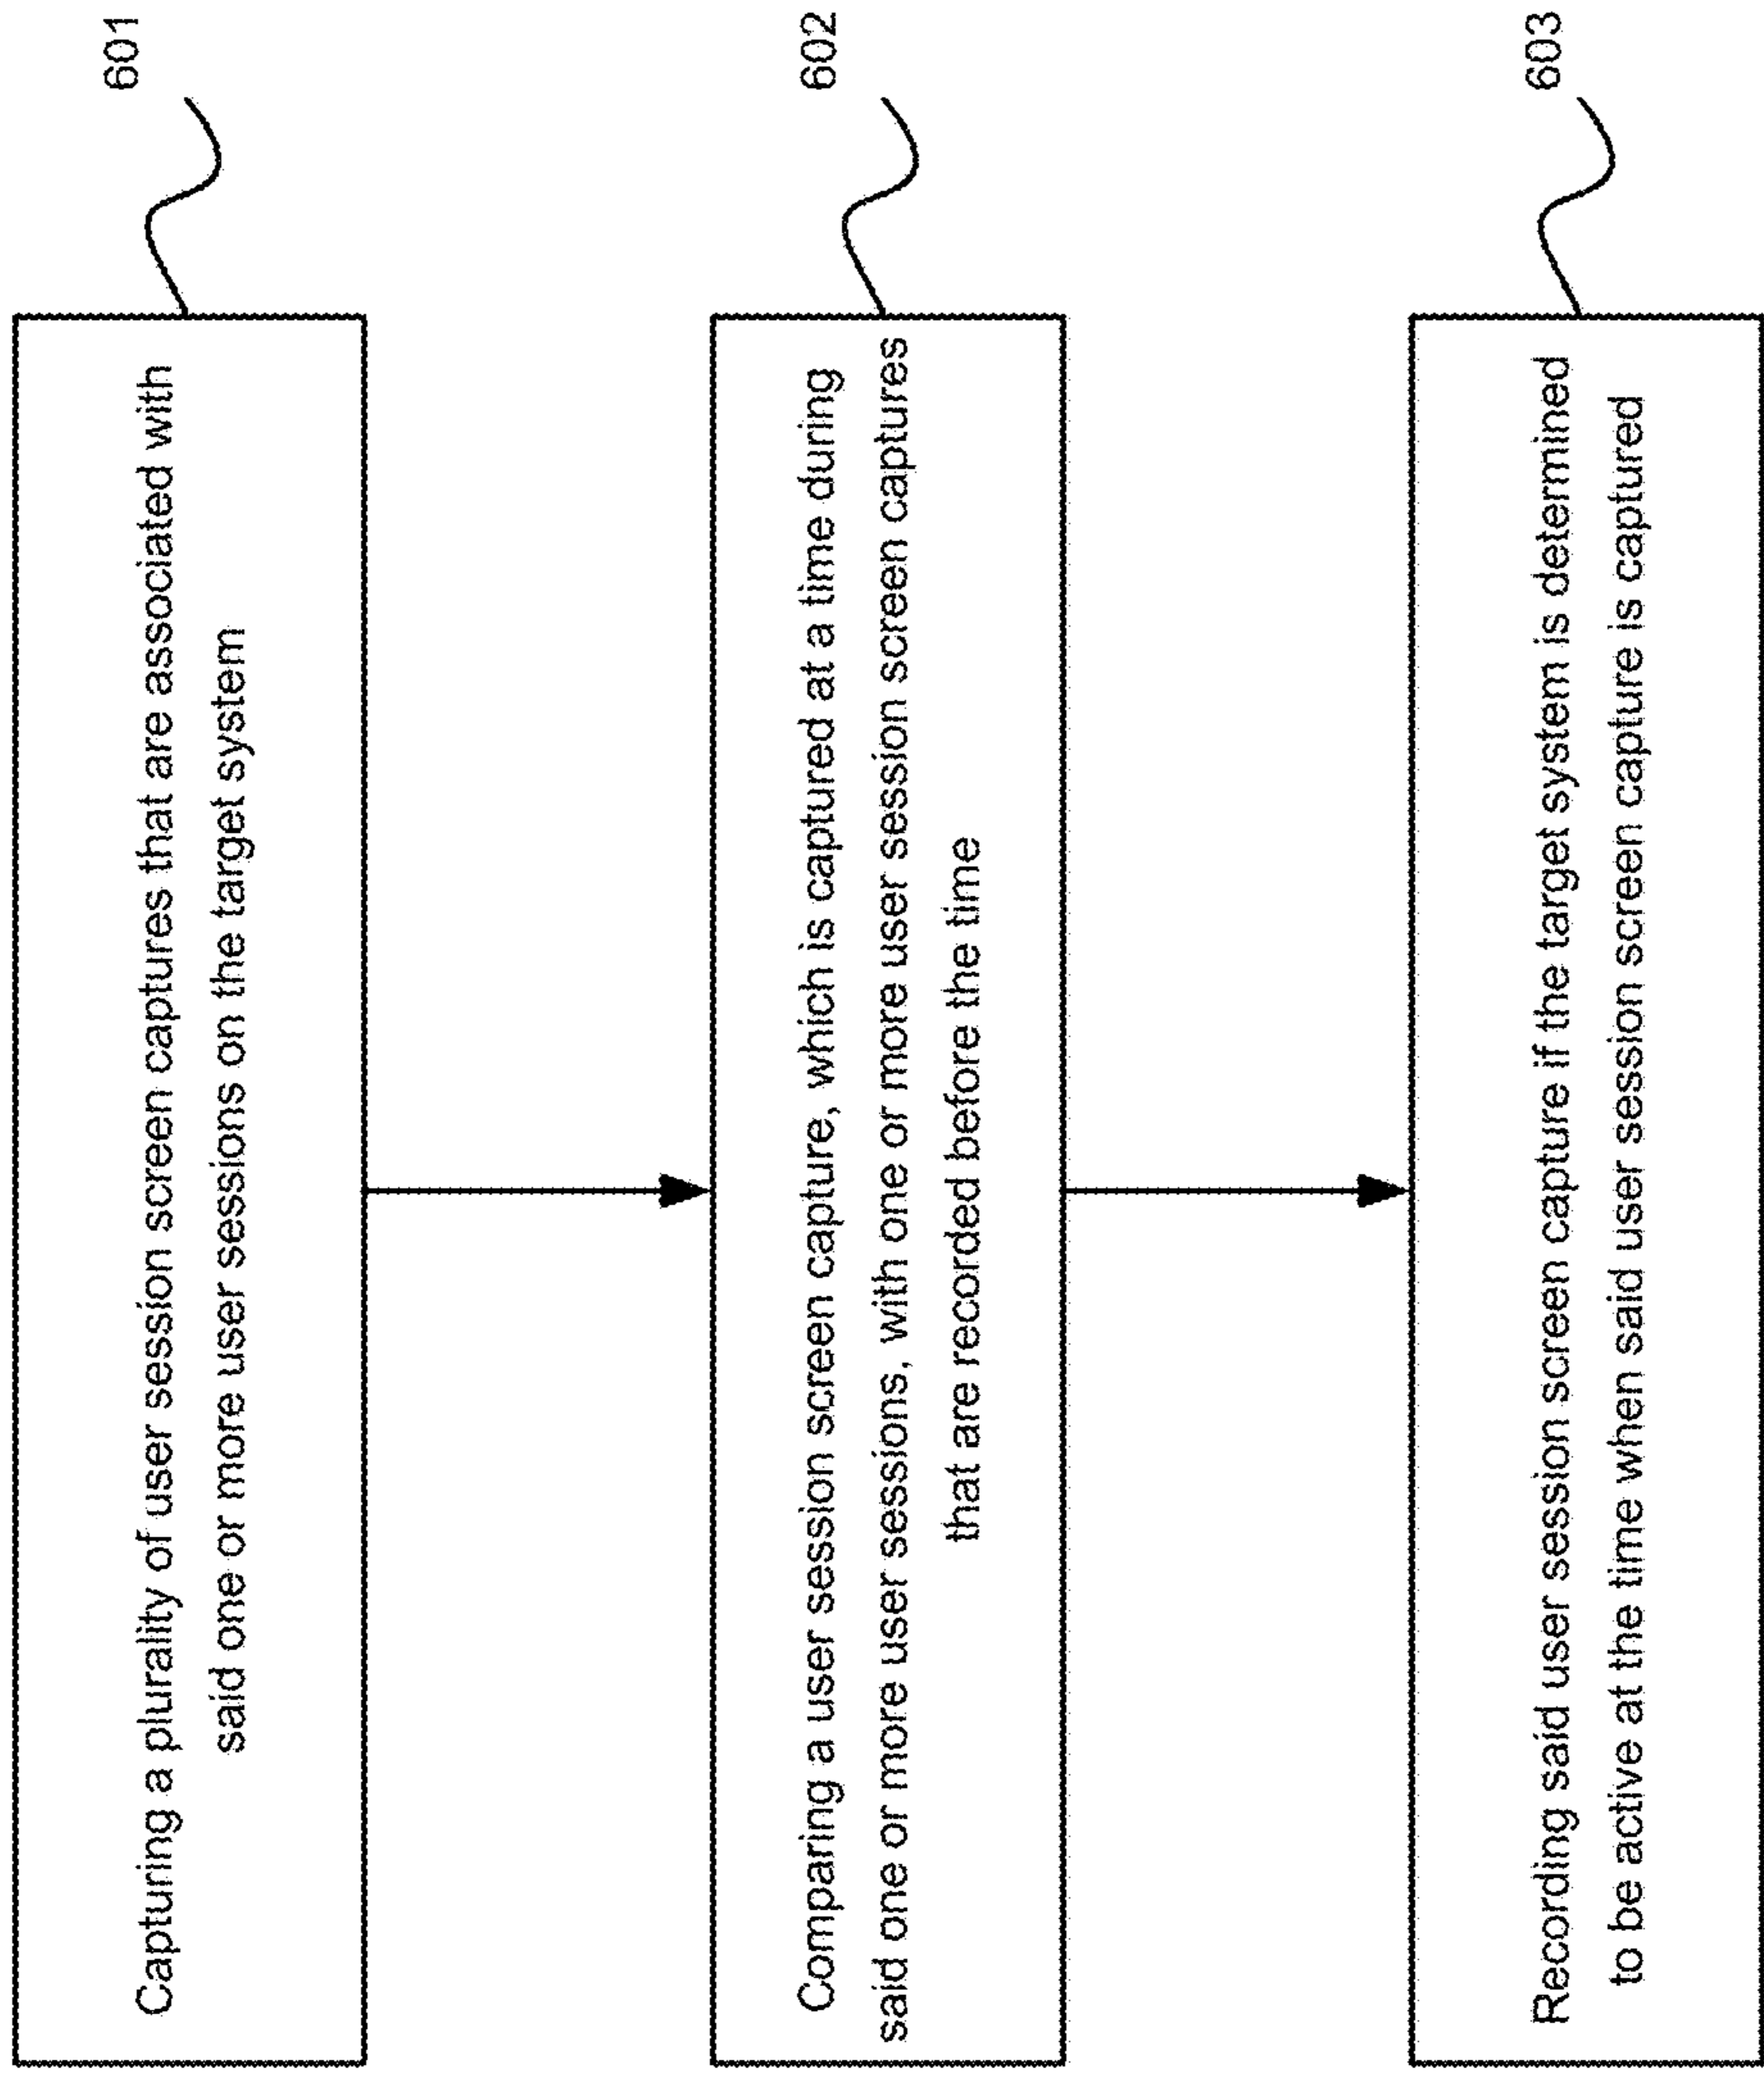 601
Capturing a plurality of user session screen captures that are associated with
said one or more user sessions on the target system
602
Comparing a user session screen capture, which is captured at a time during
said one or more user sessions, with one or more user session screen captures
that are recorded before the time
603
Recording said user session screen capture if the target system is determined
to be active at the time when said user session screen capture is captured